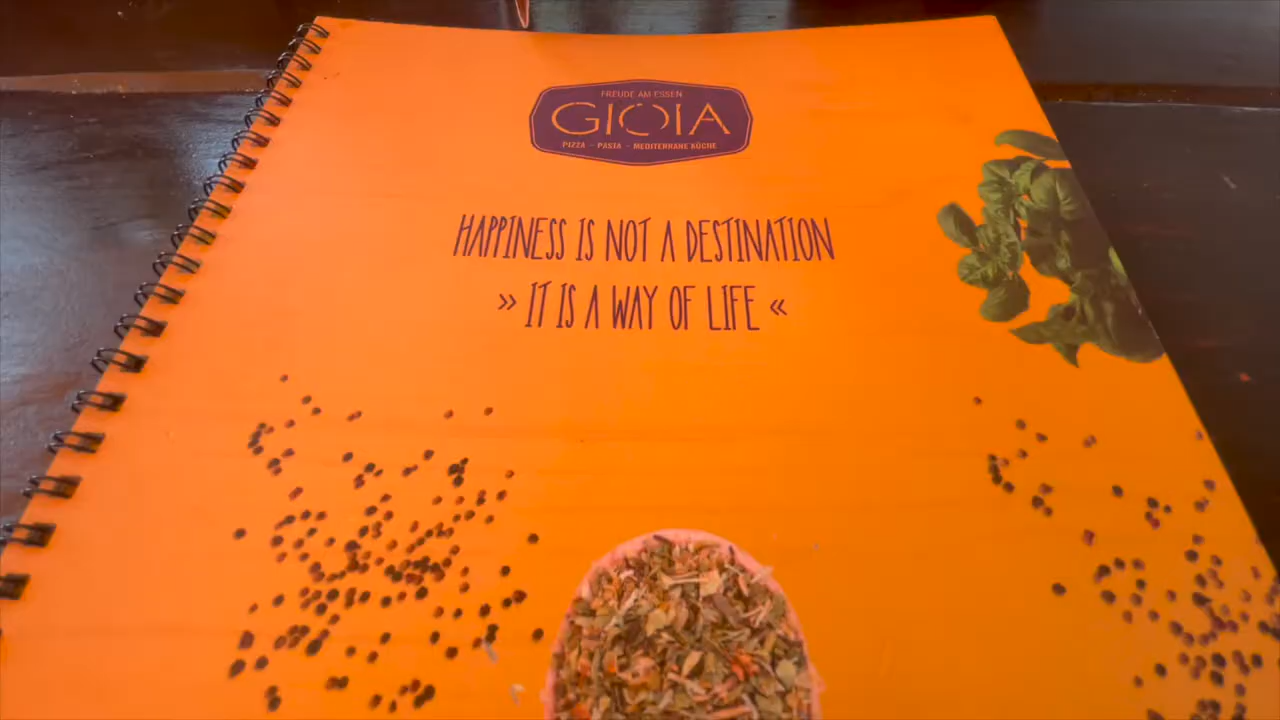 FREUDE AM ESSEN
GIOIA
PIZZA - PASTA - MEDITERRANE KÜCHE
HAPPINESS IS NOT A DESTINATION
» IT IS A WAY OF LIFE «